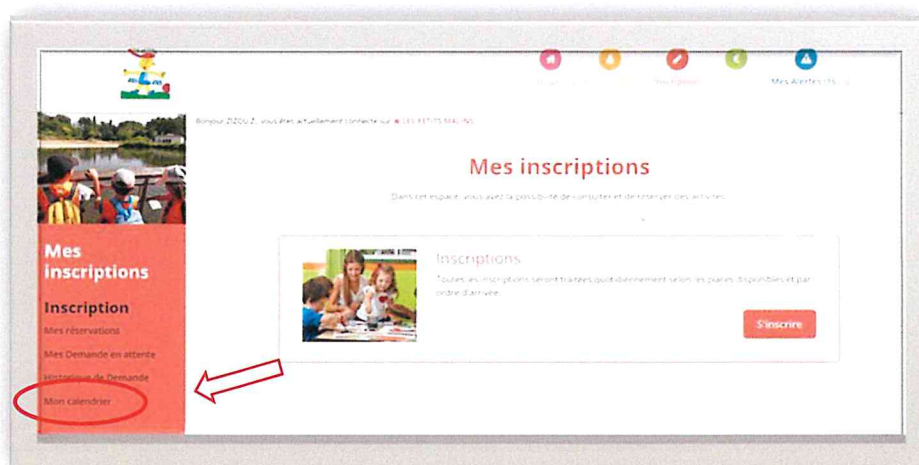 Mes Alertes
Bonjour ZIZOU Z, vous êtes actuellement connecté sur LES PETITS MALINS
Mes inscriptions
Dans cet espace, vous avez la possibilité de consulter et de réserver des activités
Mes
inscriptions
Inscription
Mes réservations
Mes Demande en attente
Historique de Demande
Mon calendrier
Inscriptions
Toutes les inscriptions seront traitées quotidiennement selon les places disponibles et par
ordre d'arrivée.
S'inscrire